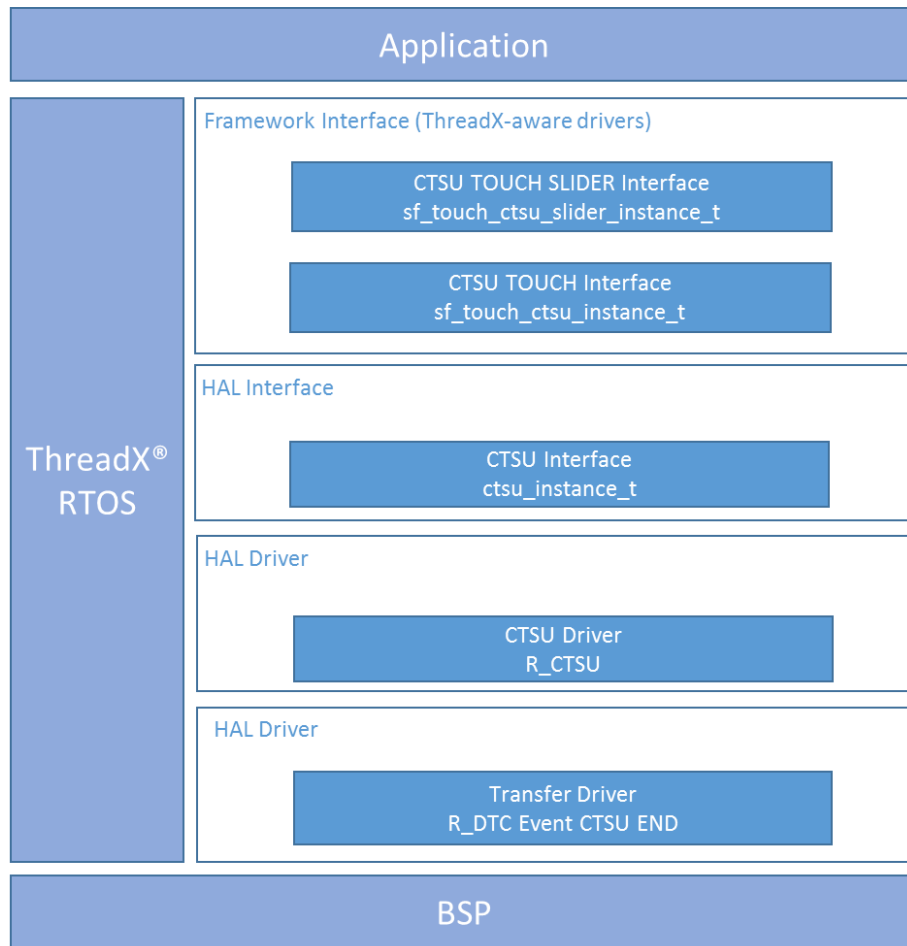 Application
ThreadX®
RTOS
Framework Interface (ThreadX-aware drivers)
CTSU TOUCH SLIDER Interface
sf_touch_ctsu_slider_instance_t
CTSU TOUCH Interface
sf_touch_ctsu_instance_t
HAL Interface
CTSU Interface
ctsu_instance_t
HAL Driver
CTSU Driver
R_CTSU
HAL Driver
Transfer Driver
R_DTC Event CTSU END
BSP